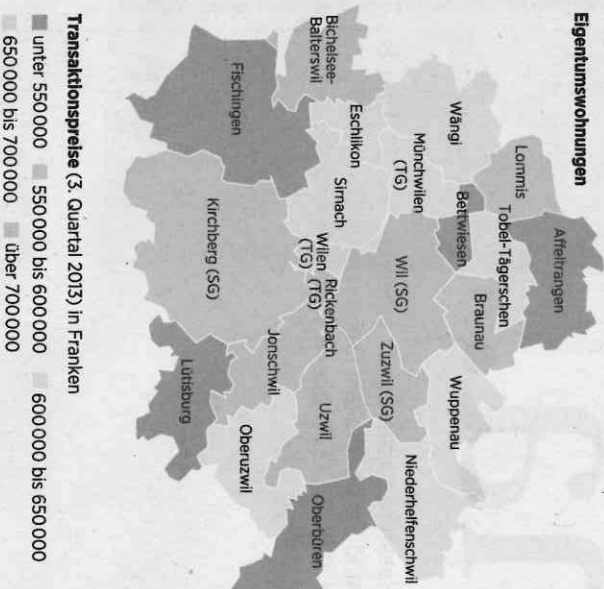 Eigentumswohnungen
Affeltrangen
Lommis
Tobel-Tägerschen
Braunau
Wuppenau
Wängi
Bettwiesen
Münchwilen
(TG)
Wil (SG)
Zuzwil (SG)
Niederhelfenschwil
Bichelsee-
Balterswil
Eschlikon
Sirnach
Wilen
(TG)
Rickenbach
(TG)
Uzwil
Oberbüren
Fischingen
Kirchberg (SG)
Jonschwil
Oberuzwil
Lütisburg
Transaktionspreise (3. Quartal 2013) in Franken
unter 550 000 550 000 bis 600 000 600 000 bis 650 000
650 000 bis 700 000 über 700 000